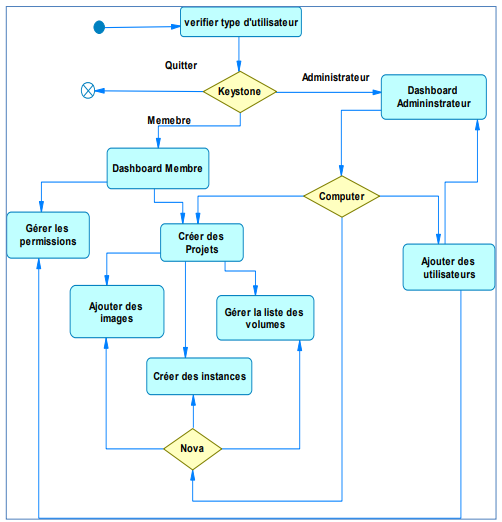 verifier type d'utilisateur
Quitter
Keystone
Administrateur
Dashboard
Admininstrateur
Memebre
Dashboard Membre
Computer
Gérer les
permissions
Créer des
Projets
Ajouter des
utilisateurs
Ajouter des
images
Gérer la liste des
volumes
Créer des instances
Nova